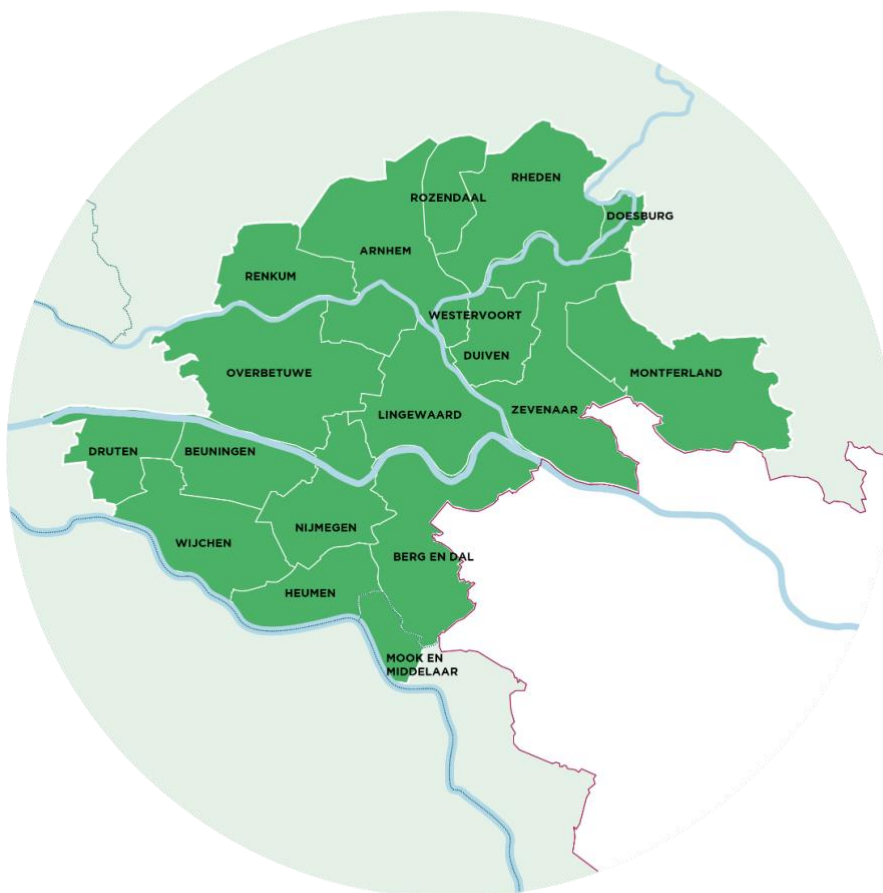 RHEDEN
ROZENDAAL
DOESBURG
ARNHEM
RENKUM
WESTERVOORT
DUIVEN
OVERBETUWE
MONTFERLAND
LINGEWAARD
ZEVENAAR
DRUTEN
BEUNINGEN
NIJMEGEN
WIJCHEN
BERG EN DAL
HEUMEN
MOOK EN
MIDDELAAR